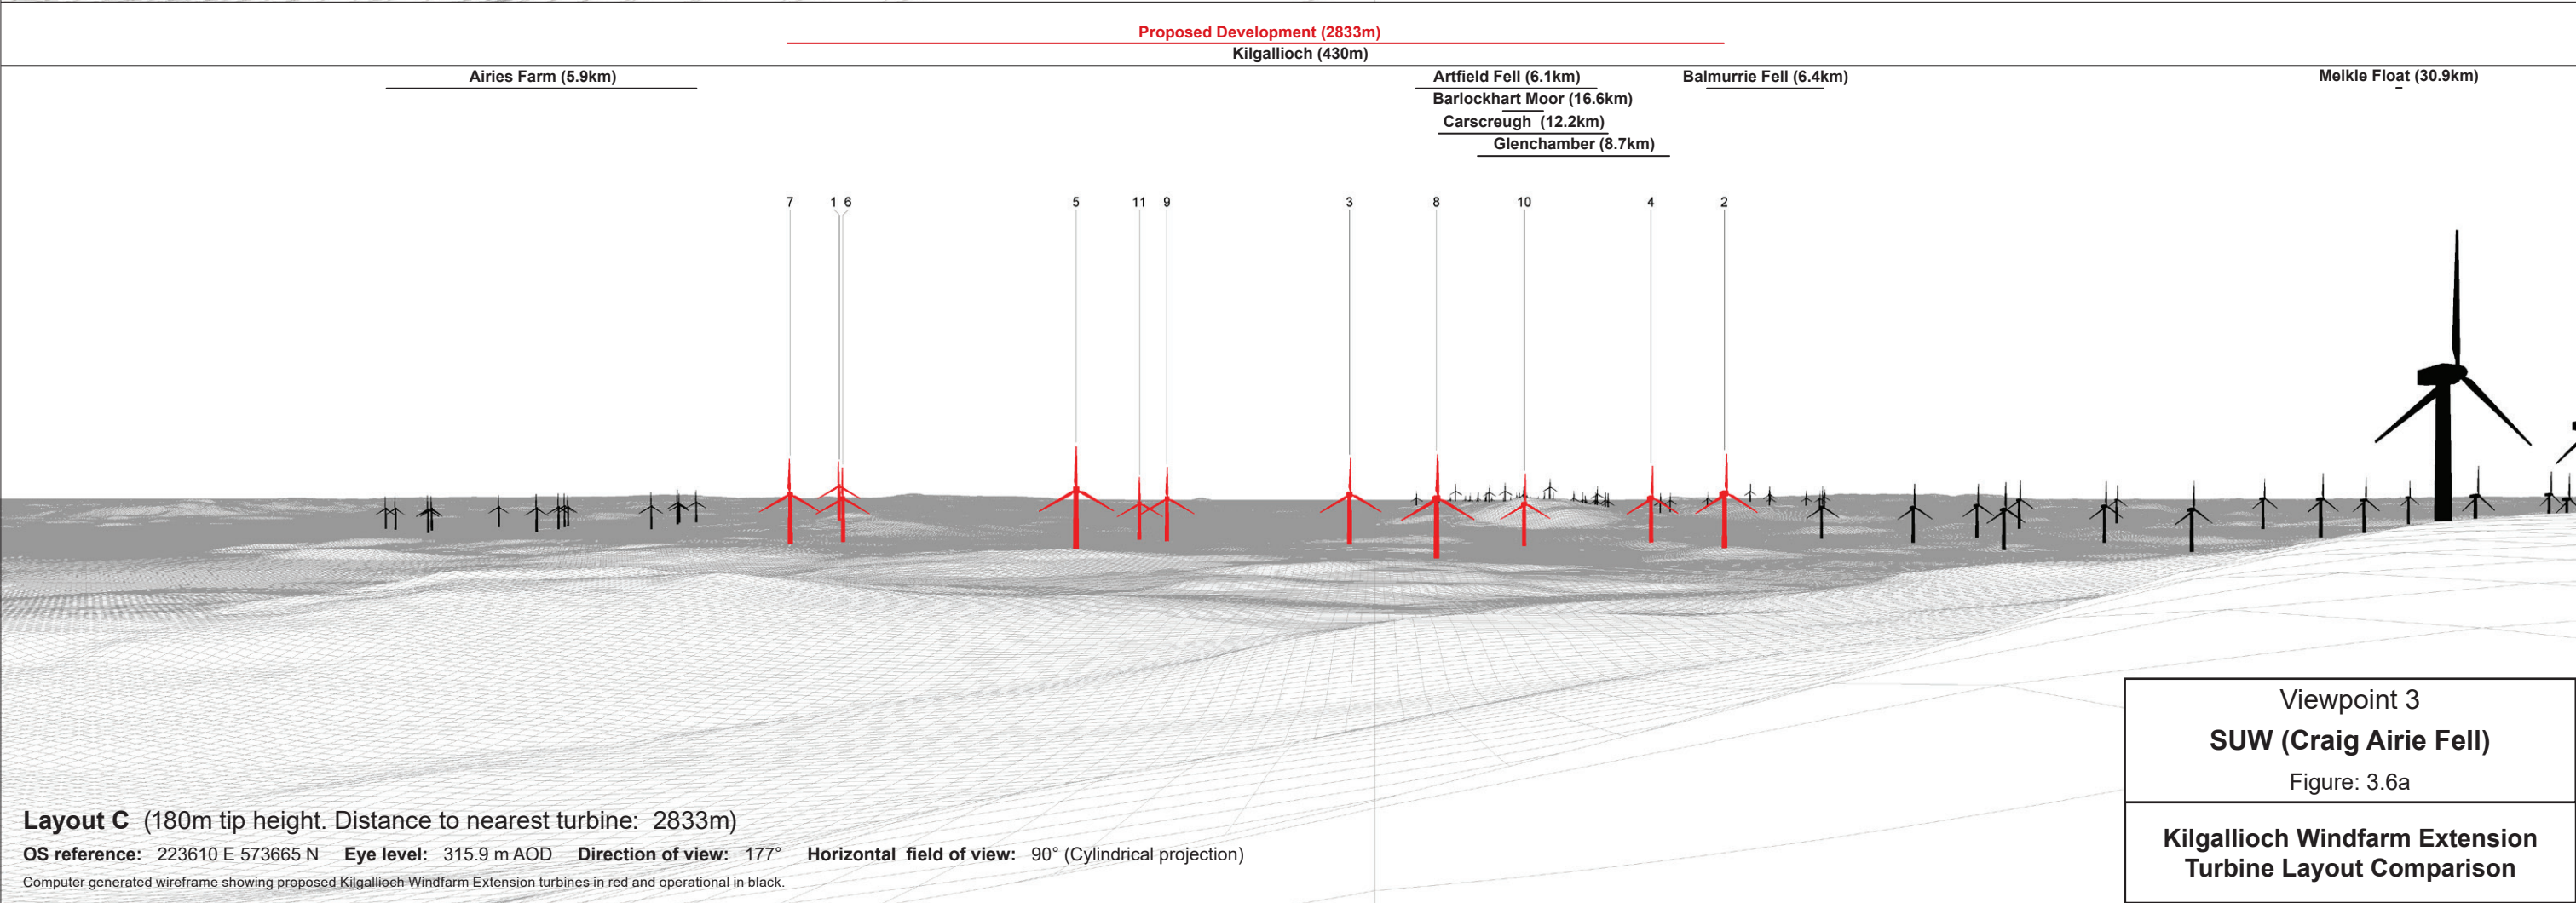 Proposed Development (2833m)
Kilgallioch (430m)
Airies Farm (5.9km)
Artfield Fell (6.1km)
Balmurrie Fell (6.4km)
Meikle Float (30.9km)
Barlockhart Moor (16.6km)
Carscreugh (12.2km)
Glenchamber (8.7km)
7 1 6 5 11 9 3 8 10 4 2
Viewpoint 3
SUW (Craig Airie Fell)
Figure: 3.6a
Kilgallioch Windfarm Extension
Turbine Layout Comparison
Layout C (180m tip height. Distance to nearest turbine: 2833m)
OS reference: 223610 E 573665 N Eye level: 315.9 m AOD Direction of view: 177° Horizontal field of view: 90° (Cylindrical projection)
Computer generated wireframe showing proposed Kilgallioch Windfarm Extension turbines in red and operational in black.